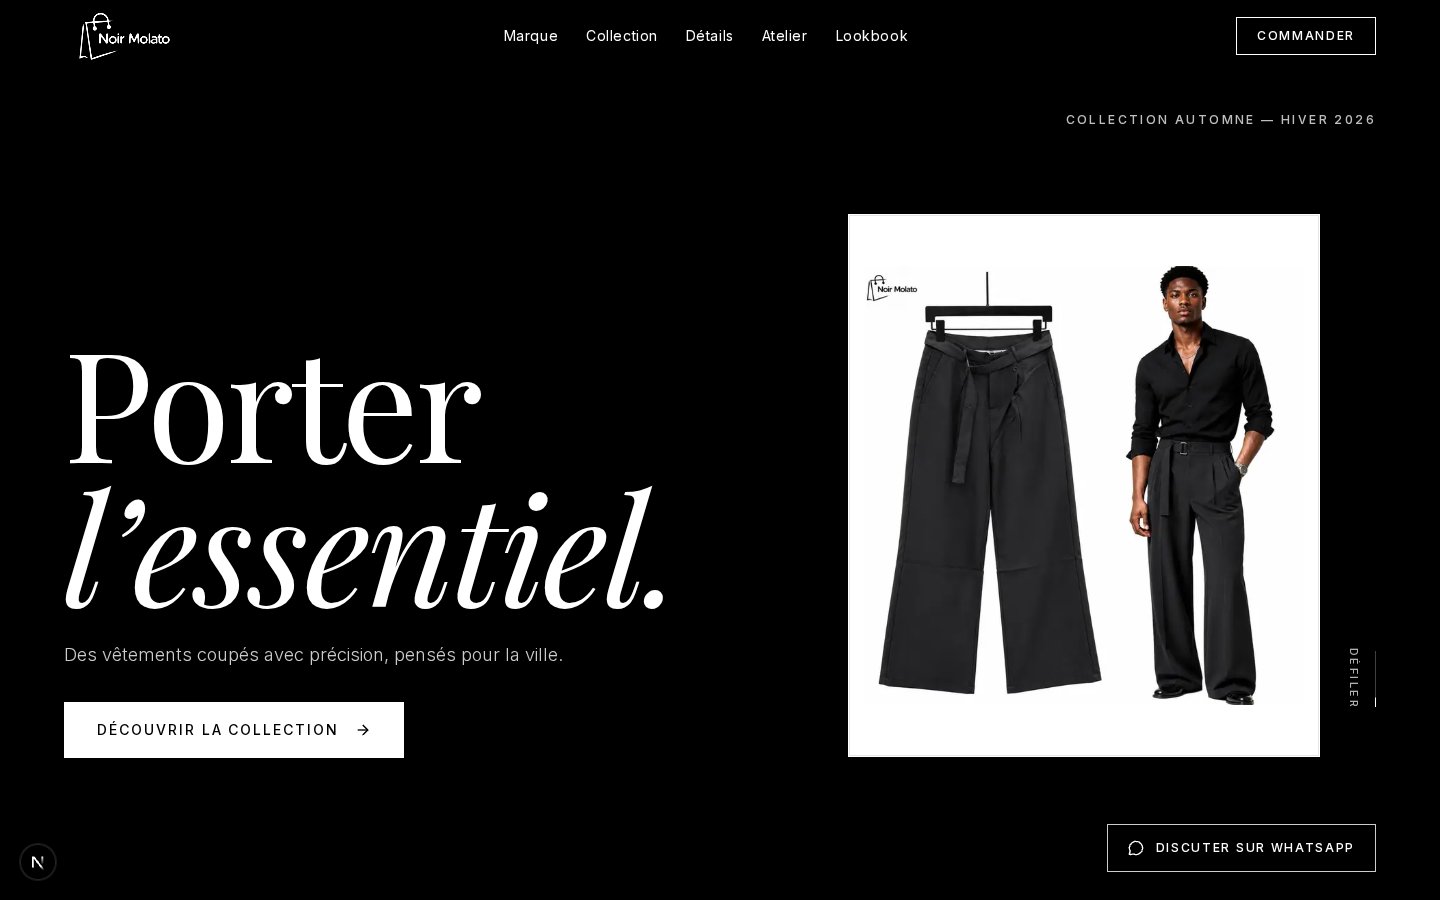 Noir Molato
Marque
Collection
Détails
Atelier
Lookbook
COMMANDER
COLLECTION AUTOMNE — HIVER 2026
Noir Molato
Porter
l’essentiel.
Des vêtements coupés avec précision, pensés pour la ville.
DÉCOUVRIR LA COLLECTION
DÉFILER
DISCUTER SUR WHATSAPP
N